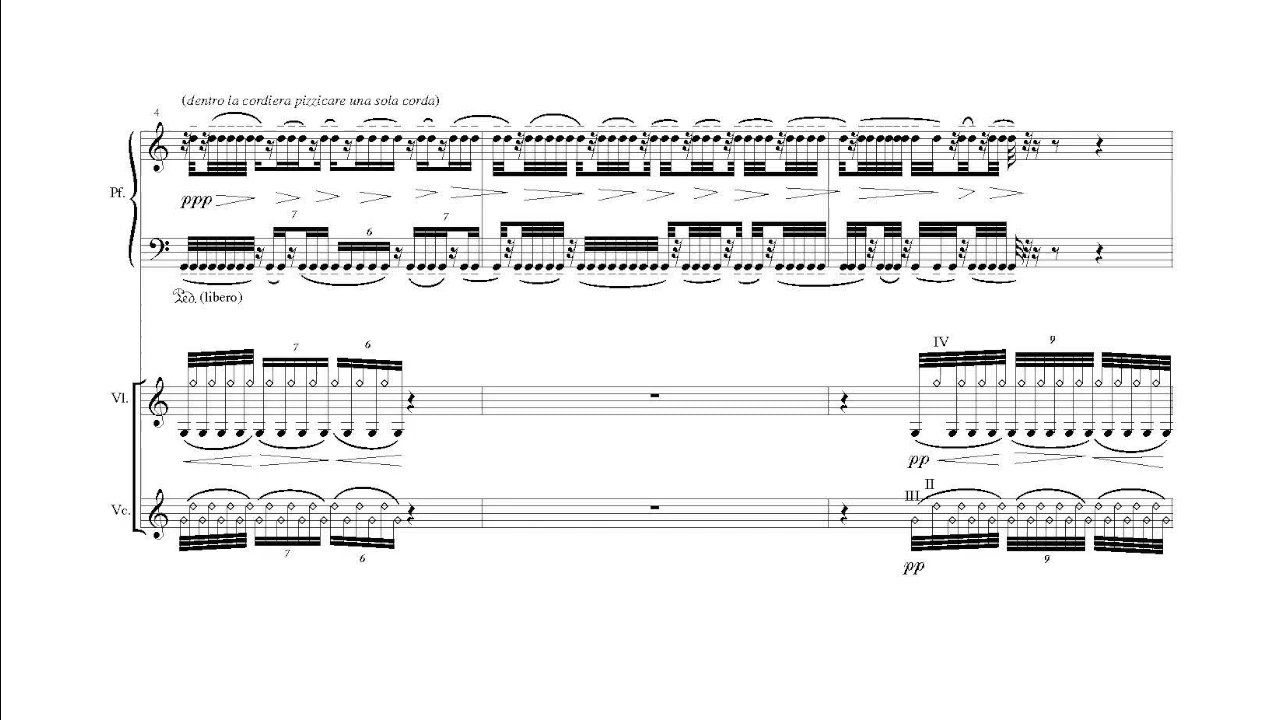 (dentro la cordiera pizzicare una sola corda)
4
Pf.
ppp
7 7
6
Ped. (libero)
IV
7 6 9
Vl.
pp
III II
Vc.
7 6 9
pp